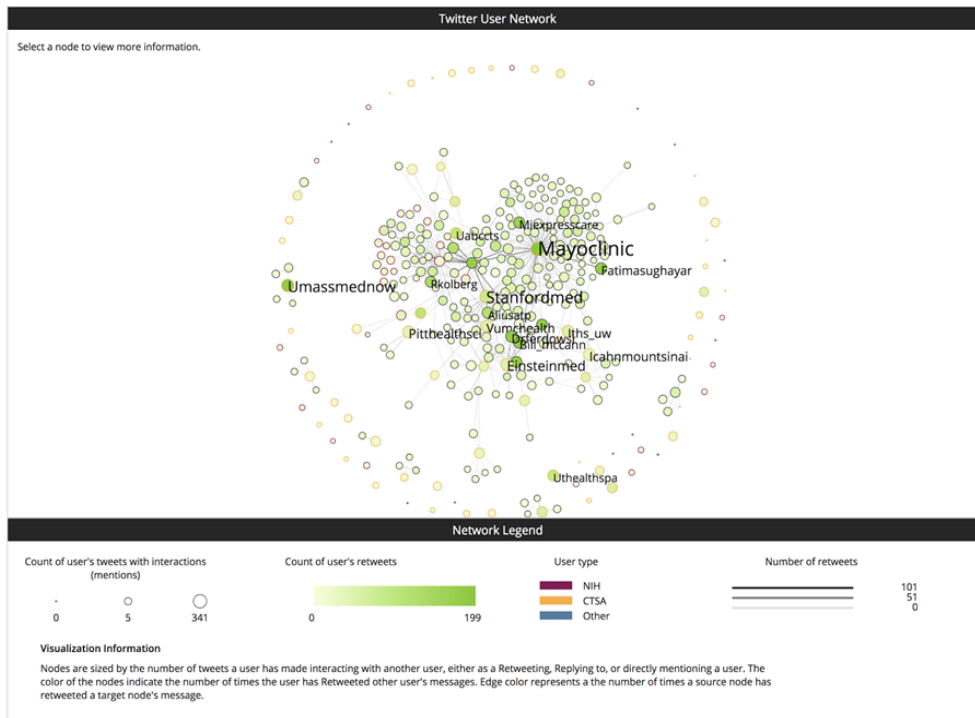 Twitter User Network
Select a node to view more information.
Miexpresscare
Uabccts
Mayoclinic
Fatimasughayar
Umassmednow
Rkolberg
Stanfordmed
Aliusatp
Vumchealth
Pitthealthsci
Iths_uw
Drferdowsi
Bill_mccann
Icahnmountsinai
Einsteinmed
Uthealthspa
Network Legend
Count of user's tweets with interactions
(mentions)
Count of user's retweets
User type
Number of retweets
NIH
CTSA
Other
101
51
0
0
5
341
0
199
Visualization Information
Nodes are sized by the number of tweets a user has made interacting with another user, either as a Retweeting, Replying to, or directly mentioning a user. The
color of the nodes indicate the number of times the user has Retweeted other user's messages. Edge color represents a the number of times a source node has
retweeted a target node's message.